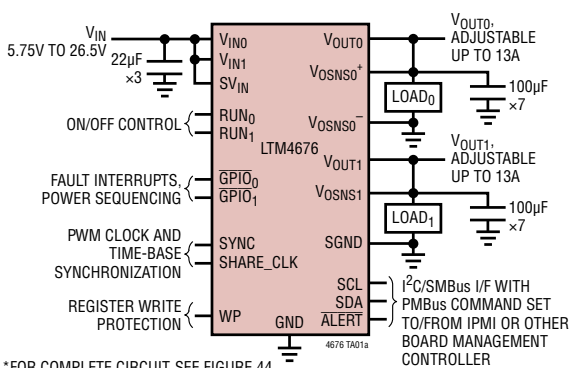 VIN
5.75V TO 26.5V
22µF
×3
ON/OFF CONTROL
FAULT INTERRUPTS,
POWER SEQUENCING
PWM CLOCK AND
TIME-BASE
SYNCHRONIZATION
REGISTER WRITE
PROTECTION
VIN0
VIN1
SVIN
RUN0
RUN1
GPIO0
GPIO1
SYNC
SHARE_CLK
WP
LTM4676
GND
VOUT0
VOSNS0+
VOSNS0–
VOUT1
VOSNS1
SGND
SCL
SDA
ALERT
VOUT0,
ADJUSTABLE
UP TO 13A
LOAD0
100µF
×7
VOUT1,
ADJUSTABLE
UP TO 13A
LOAD1
100µF
×7
I2C/SMBus I/F WITH
PMBus COMMAND SET
TO/FROM IPMI OR OTHER
BOARD MANAGEMENT
CONTROLLER
4676 TA01a
*FOR COMPLETE CIRCUIT, SEE FIGURE 44